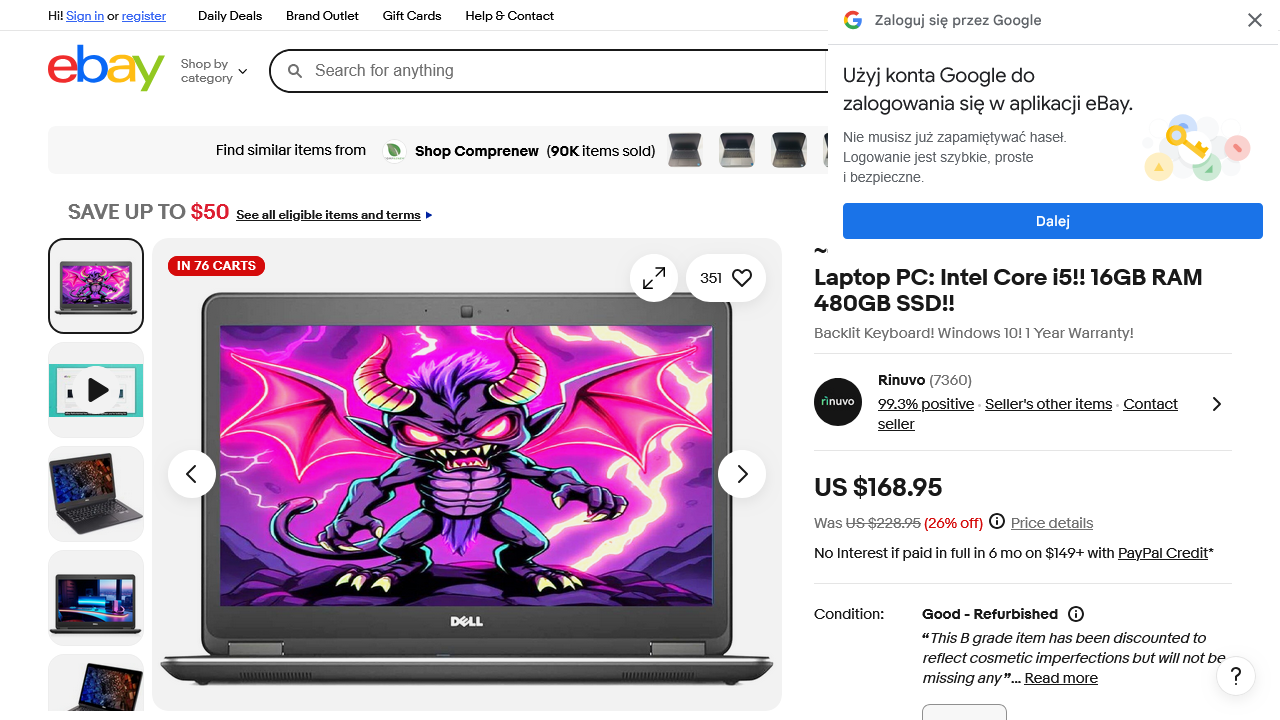 Hi! Sign in or register
Daily Deals
Brand Outlet
Gift Cards
Help & Contact
ebay
Shop by
category
Search for anything
Zaloguj się przez Google
Użyj konta Google do
zalogowania się w aplikacji eBay.
Nie musisz już zapamiętywać haseł.
Logowanie jest szybkie, proste
i bezpieczne.
Dalej
Find similar items from
Shop Comprenew (90K items sold)
SAVE UP TO $50 See all eligible items and terms
IN 76 CARTS
351
DELL
Laptop PC: Intel Core i5!! 16GB RAM
480GB SSD!!
Backlit Keyboard! Windows 10! 1 Year Warranty!
rinuvo
Rinuvo (7360)
99.3% positive · Seller's other items · Contact
seller
US $168.95
Was US $228.95 (26% off) Price details
No Interest if paid in full in 6 mo on $149+ with PayPal Credit*
Condition:
Good - Refurbished
“This B grade item has been discounted to
reflect cosmetic imperfections but will not be
missing any”... Read more
?